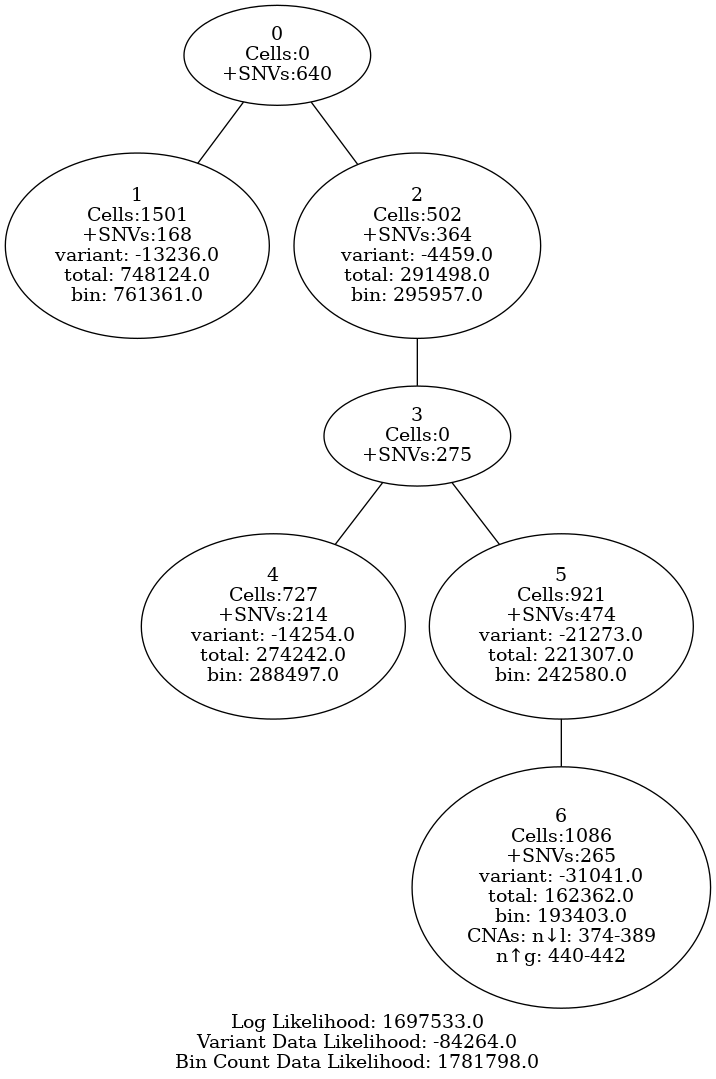 0
Cells:0
+SNVs:640
1
Cells:1501
+SNVs:168
variant: -13236.0
total: 748124.0
bin: 761361.0
2
Cells:502
+SNVs:364
variant: -4459.0
total: 291498.0
bin: 295957.0
3
Cells:0
+SNVs:275
4
Cells:727
+SNVs:214
variant: -14254.0
total: 274242.0
bin: 288497.0
5
Cells:921
+SNVs:474
variant: -21273.0
total: 221307.0
bin: 242580.0
6
Cells:1086
+SNVs:265
variant: -31041.0
total: 162362.0
bin: 193403.0
CNAs: n↓l: 374-389
n↑g: 440-442
Log Likelihood: 1697533.0
Variant Data Likelihood: -84264.0
Bin Count Data Likelihood: 1781798.0